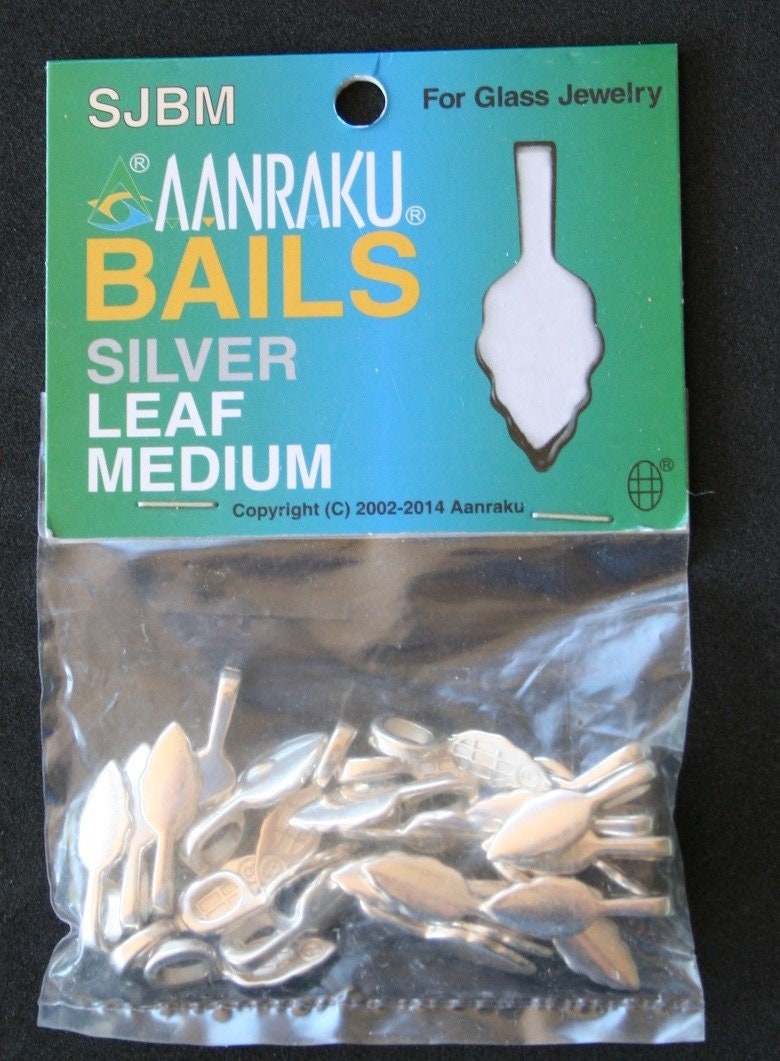 SJBM
For Glass Jewelry
® AANRAKU®
BAILS
SILVER
LEAF
MEDIUM
®
Copyright (C) 2002-2014 Aanraku